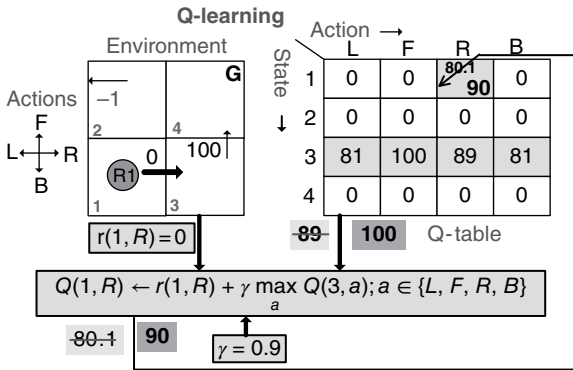 Q-learning
Environment
Action →
State
Actions
F
L R
B
−1
G
2
4
R1
0
100
1
3
L F R B
1 0 0 80.1 90 0
2 0 0 0 0
3 81 100 89 81
4 0 0 0 0
r(1, R) = 0
89 100 Q-table
Q(1, R) ← r(1, R) + γ max Q(3, a); a ∈ {L, F, R, B}
a
80.1 90
γ = 0.9